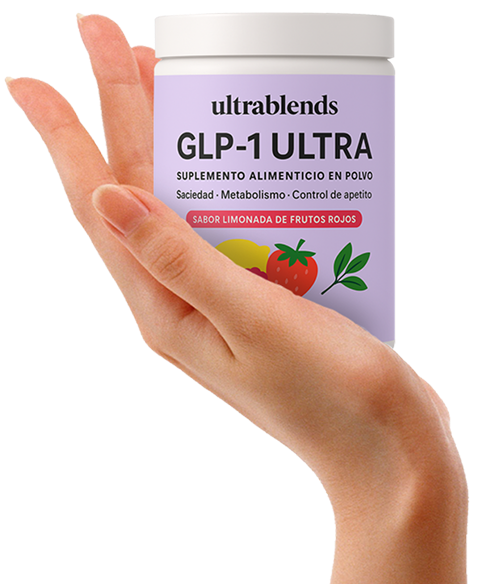 ultrablends
GLP-1 ULTRA
SUPLEMENTO ALIMENTICIO EN POLVO
Saciedad · Metabolismo · Control de apetito
SABOR LIMONADA DE FRUTOS ROJOS